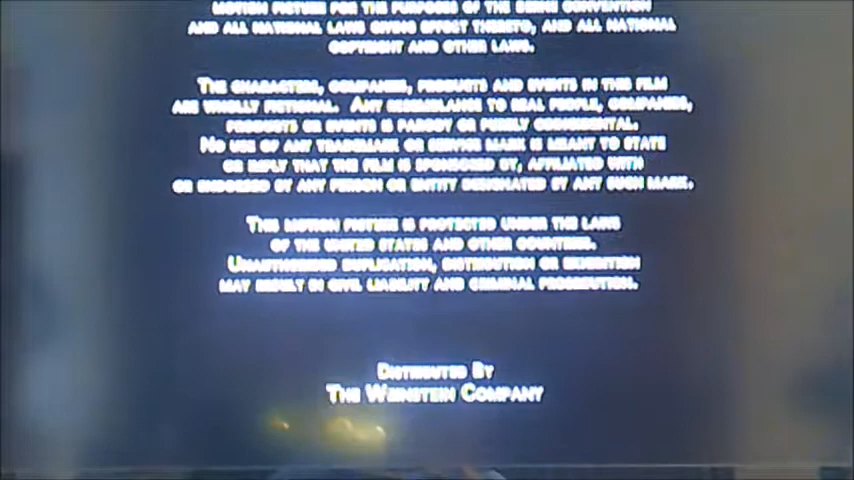 MOTION PICTURE FOR THE PURPOSE OF THE BERNE CONVENTION
AND ALL NATIONAL LAWS GIVING EFFECT THERETO, AND ALL NATIONAL
COPYRIGHT AND OTHER LAWS.
THE CHARACTERS, COMPANIES, PRODUCTS AND EVENTS IN THIS FILM
ARE WHOLLY FICTIONAL. ANY RESEMBLANCE TO REAL PEOPLE, COMPANIES,
PRODUCTS OR EVENTS IS PARODY OR PURELY COINCIDENTAL.
NO USE OF ANY TRADEMARK OR SERVICE MARK IS MEANT TO STATE
OR IMPLY THAT THE FILM IS SPONSORED BY, AFFILIATED WITH
OR ENDORSED BY ANY PERSON OR ENTITY DESIGNATED BY ANY SUCH MARK.
THIS MOTION PICTURE IS PROTECTED UNDER THE LAWS
OF THE UNITED STATES AND OTHER COUNTRIES.
UNAUTHORIZED DUPLICATION, DISTRIBUTION OR EXHIBITION
MAY RESULT IN CIVIL LIABILITY AND CRIMINAL PROSECUTION.
DISTRIBUTED BY
THE WEINSTEIN COMPANY